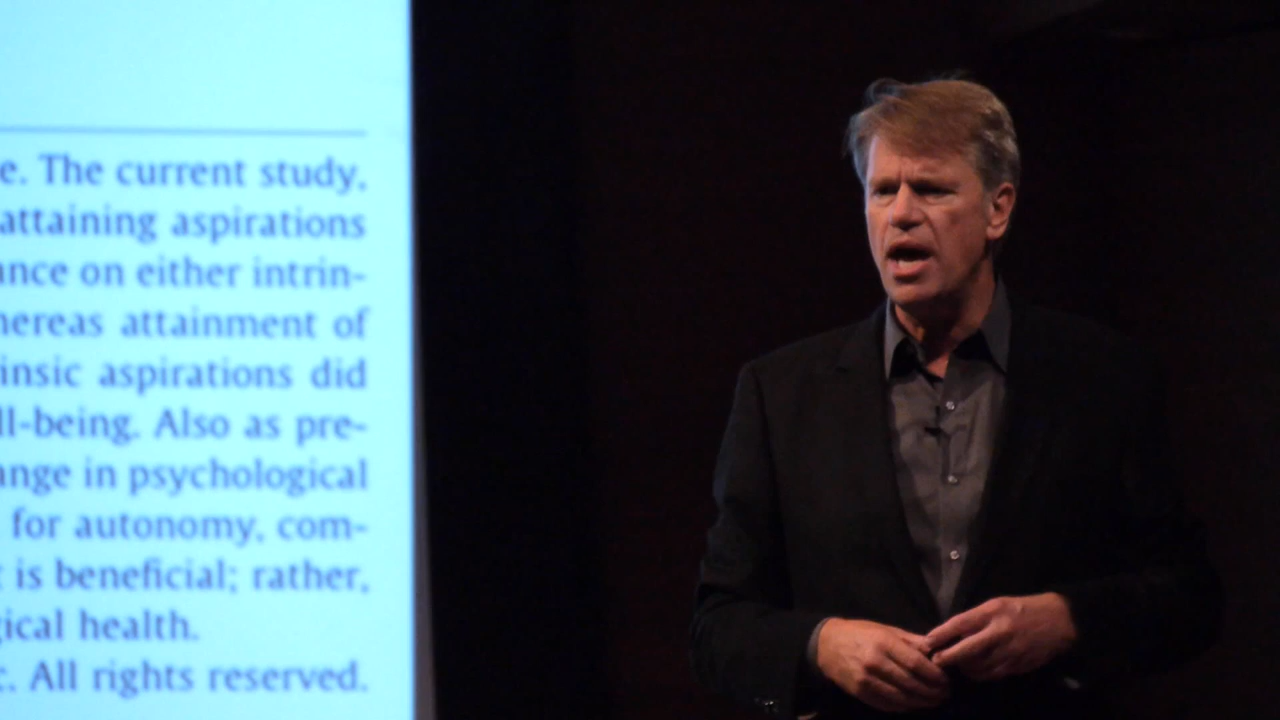 e. The current study,
attaining aspirations
ance on either intrin-
hereas attainment of
insic aspirations did
ll-being. Also as pre-
ange in psychological
for autonomy, com-
is beneficial; rather,
gical health.
c. All rights reserved.